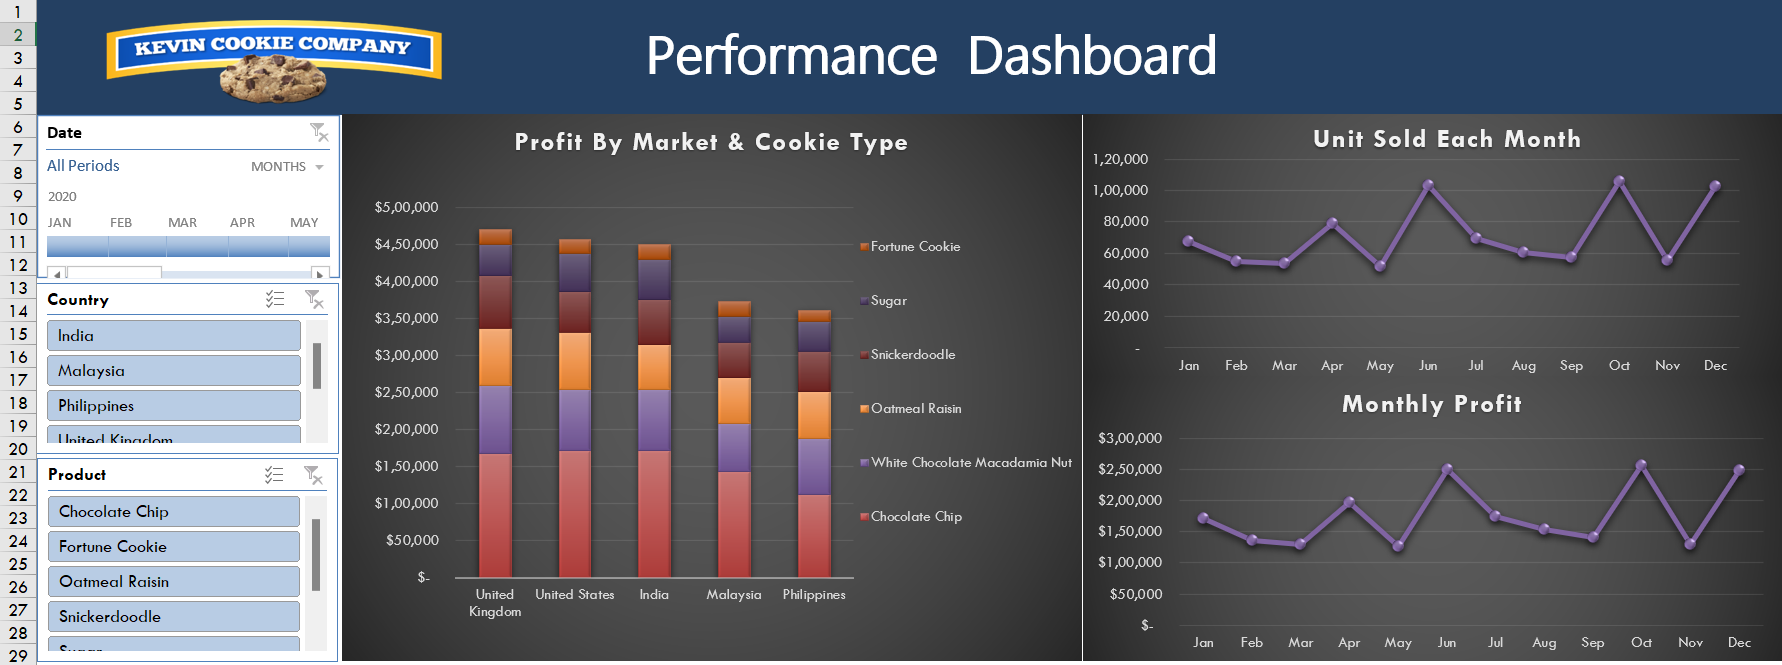 1
2
3
4
5
6
7
8
9
10
11
12
13
14
15
16
17
18
19
20
21
22
23
24
25
26
27
28
29
KEVIN COOKIE COMPANY
Performance Dashboard
Date
All Periods
MONTHS
2020
JAN FEB MAR APR MAY
Country
India
Malaysia
Philippines
United Kingdom
Product
Chocolate Chip
Fortune Cookie
Oatmeal Raisin
Snickerdoodle
Sugar
Profit By Market & Cookie Type
$5,00,000
$4,50,000
$4,00,000
$3,50,000
$3,00,000
$2,50,000
$2,00,000
$1,50,000
$1,00,000
$50,000
$-
United Kingdom
United States
India
Malaysia
Philippines
Fortune Cookie
Sugar
Snickerdoodle
Oatmeal Raisin
White Chocolate Macadamia Nut
Chocolate Chip
Unit Sold Each Month
1,20,000
1,00,000
80,000
60,000
40,000
20,000
-
Jan Feb Mar Apr May Jun Jul Aug Sep Oct Nov Dec
Monthly Profit
$3,00,000
$2,50,000
$2,00,000
$1,50,000
$1,00,000
$50,000
$-
Jan Feb Mar Apr May Jun Jul Aug Sep Oct Nov Dec